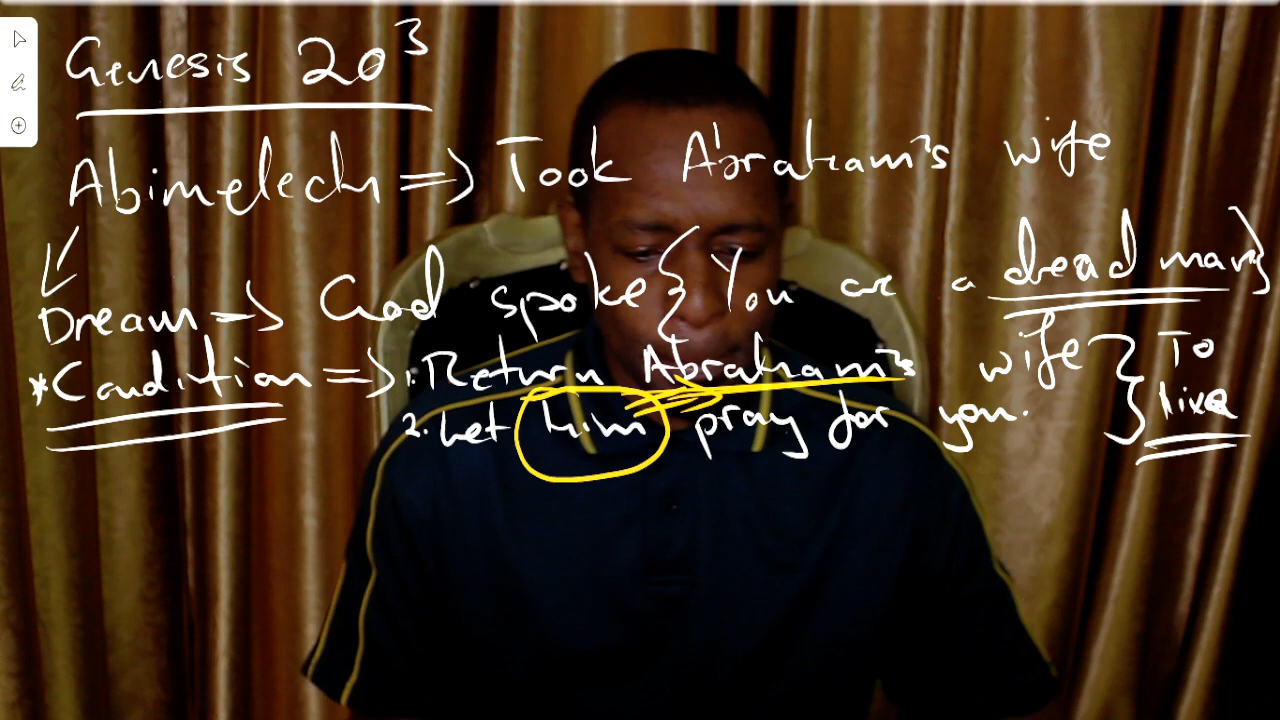 Genesis 20³
Abimelech => Took Abraham's wife
Dream => God spoke { You are a dead man }
*Condition => 1. Return Abraham's wife } To live
2. Let him pray for you.